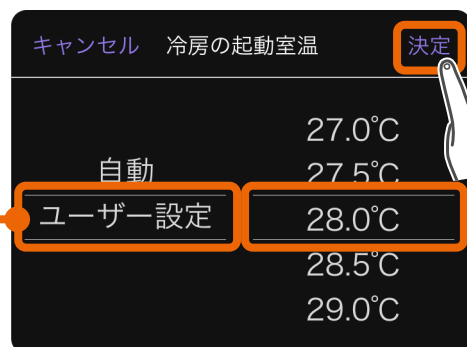 キャンセル 冷房の起動室温 決定
27.0℃
自動 27.5℃
ユーザー設定 28.0℃
28.5℃
29.0℃